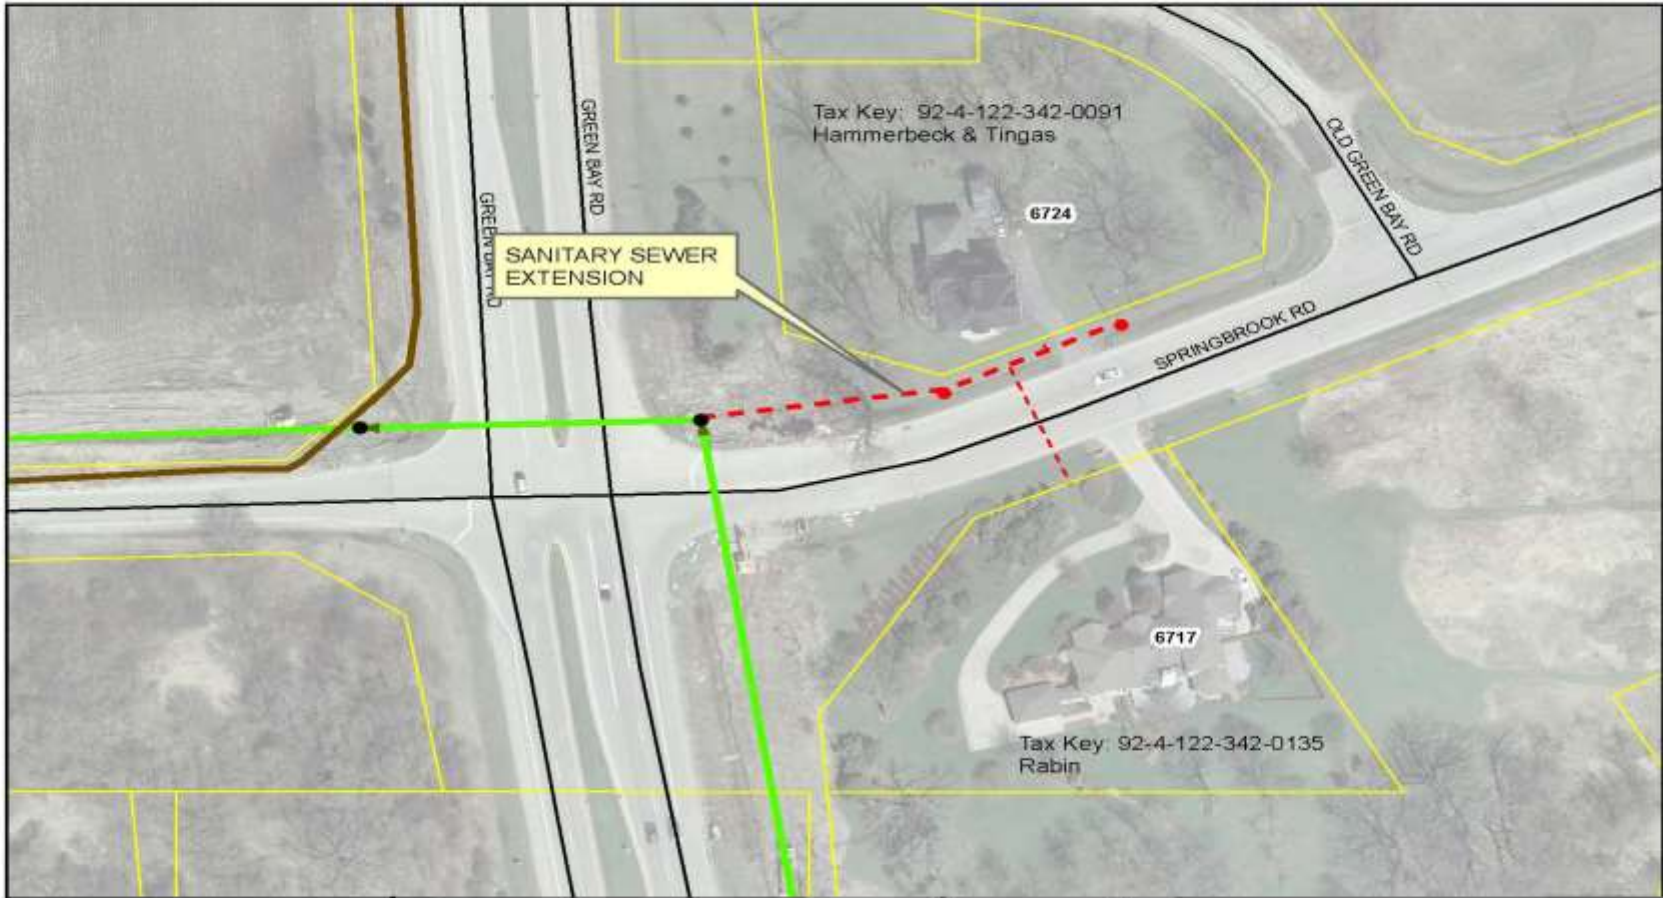 Tax Key: 92-4-122-342-0091
Hammerbeck & Tingas
GREEN BAY RD
GREEN BAY RD
OLD GREEN BAY RD
6724
SANITARY SEWER
EXTENSION
SPRINGBROOK RD
6717
Tax Key: 92-4-122-342-0135
Rabin